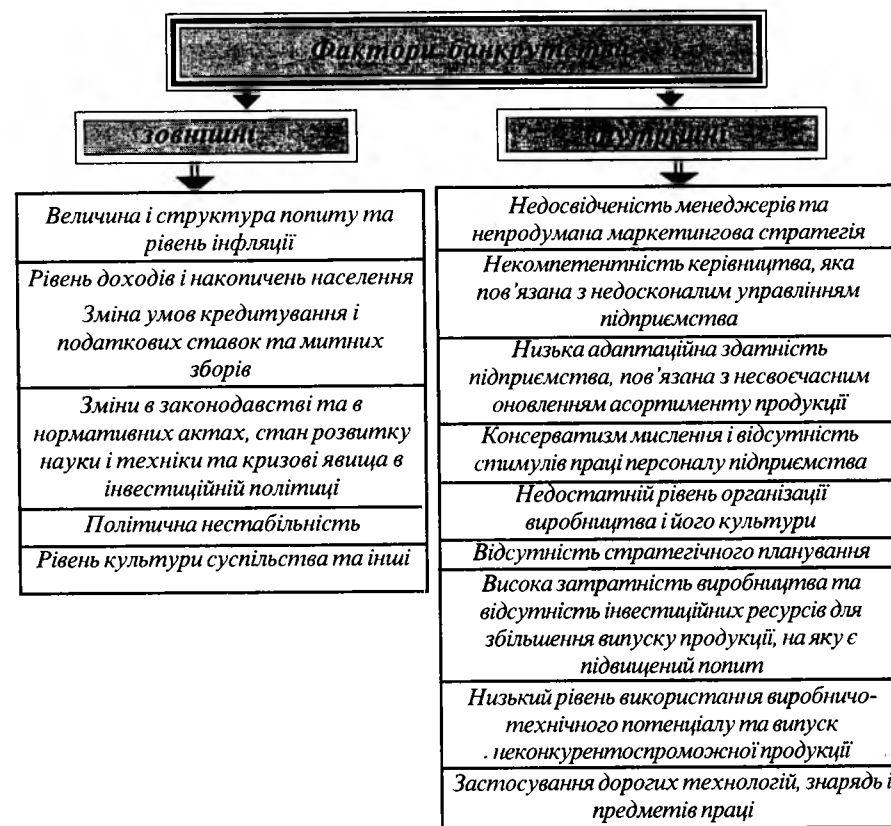 Фактори банкрутства
зовнішні
внутрішні
Величина і структура попиту та
рівень інфляції
Рівень доходів і накопичень населення
Зміна умов кредитування і
податкових ставок та митних
зборів
Зміни в законодавстві та в
нормативних актах, стан розвитку
науки і техніки та кризові явища в
інвестиційній політиці
Політична нестабільність
Рівень культури суспільства та інші
Недосвідченість менеджерів та
непродумана маркетингова стратегія
Некомпетентність керівництва, яка
пов'язана з недосконалим управлінням
підприємства
Низька адаптаційна здатність
підприємства, пов'язана з несвоєчасним
оновленням асортименту продукції
Консерватизм мислення і відсутність
стимулів праці персоналу підприємства
Недостатній рівень організації
виробництва і його культури
Відсутність стратегічного планування
Висока затратність виробництва та
відсутність інвестиційних ресурсів для
збільшення випуску продукції, на яку є
підвищений попит
Низький рівень використання виробничо-
технічного потенціалу та випуск
неконкурентоспроможної продукції
Застосування дорогих технологій, знарядь і
предметів праці